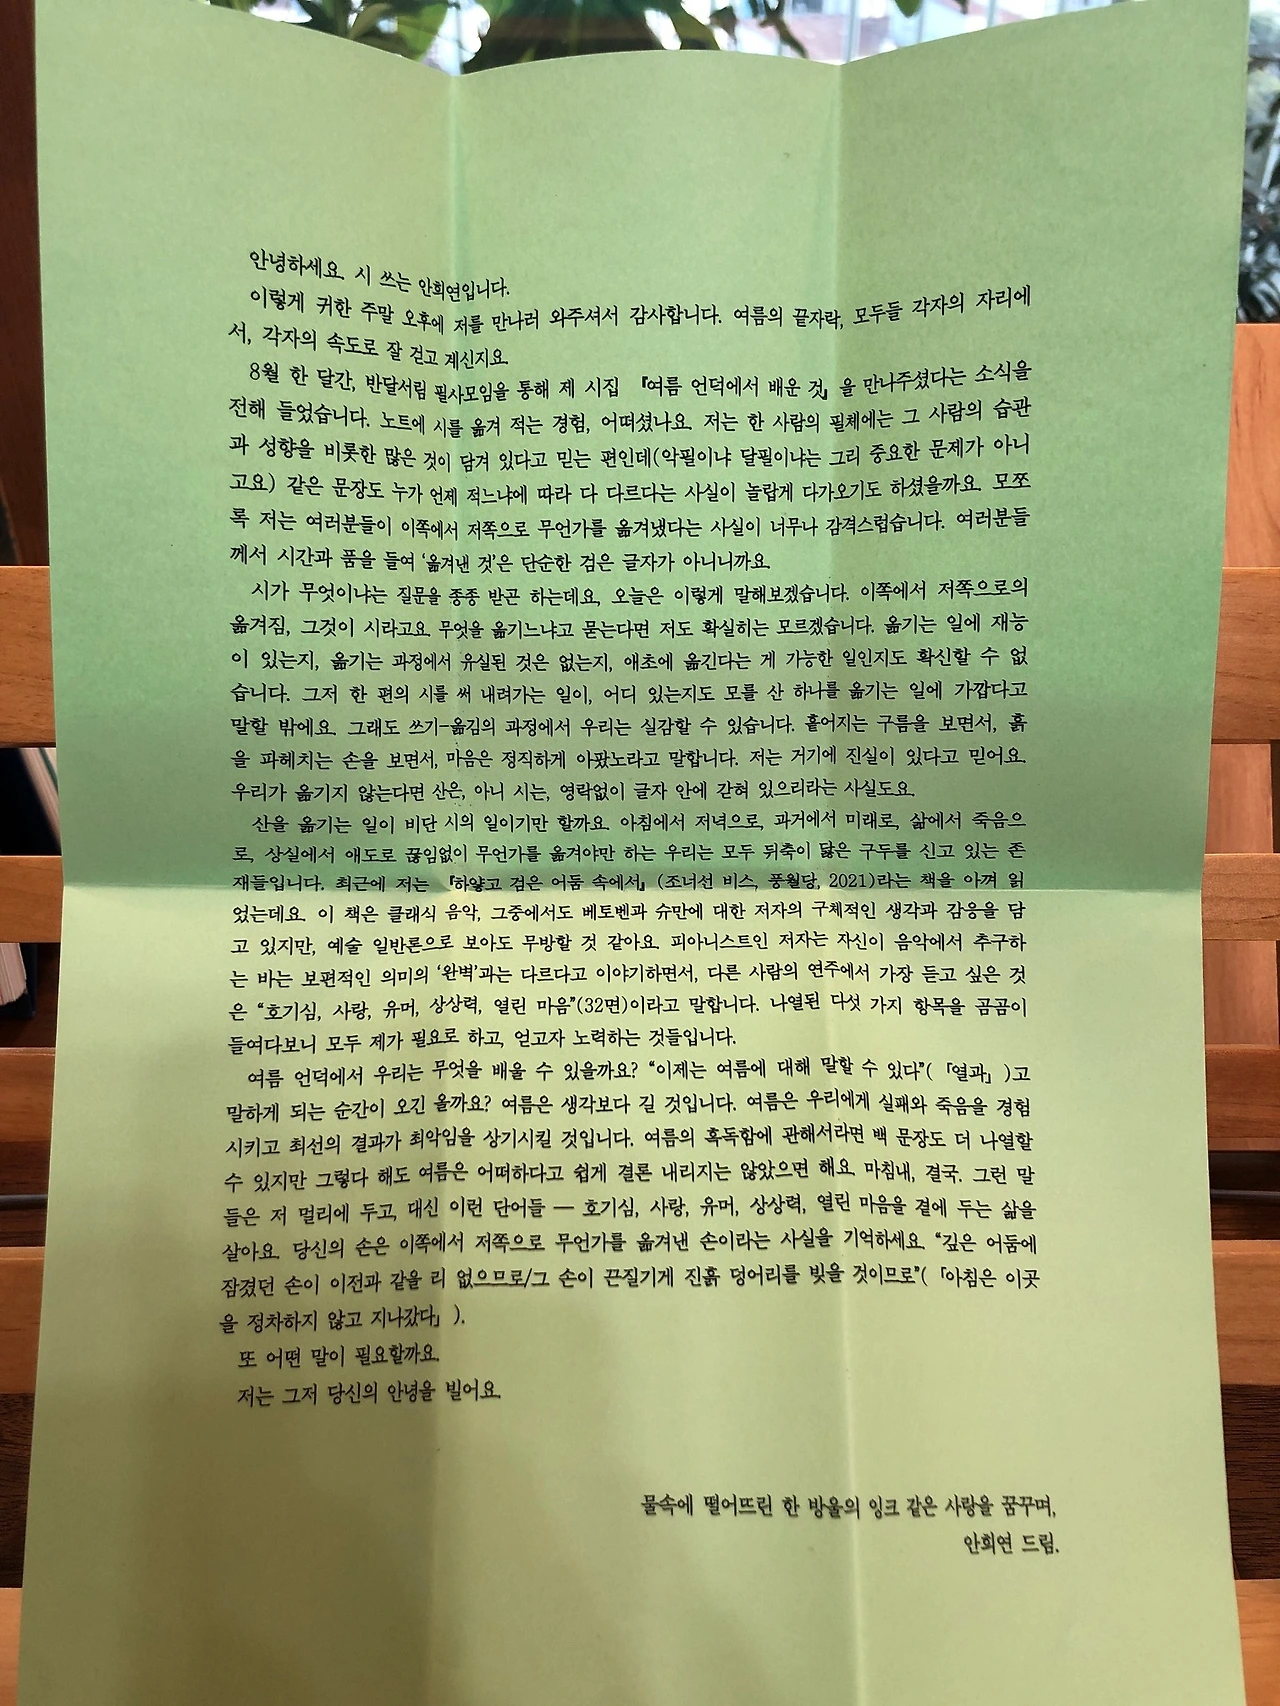 안녕하세요. 시 쓰는 안희연입니다.
이렇게 귀한 주말 오후에 저를 만나러 와주셔서 감사합니다. 여름의 끝자락, 모두들 각자의 자리에
서, 각자의 속도로 잘 걷고 계신지요.
8월 한 달간, 반달서림 필사모임을 통해 제 시집 『여름 언덕에서 배운 것』을 만나주셨다는 소식을
전해 들었습니다. 노트에 시를 옮겨 적는 경험, 어떠셨나요. 저는 한 사람의 필체에는 그 사람의 습관
과 성향을 비롯한 많은 것이 담겨 있다고 믿는 편인데(악필이냐 달필이냐는 그리 중요한 문제가 아니
고요) 같은 문장도 누가 언제 적느냐에 따라 다 다르다는 사실이 놀랍게 다가오기도 하셨을까요. 모쪼
록 저는 여러분들이 이쪽에서 저쪽으로 무언가를 옮겨냈다는 사실이 너무나 감격스럽습니다. 여러분들
께서 시간과 품을 들여 ‘옮겨낸 것’은 단순한 검은 글자가 아니니까요.
시가 무엇이냐는 질문을 종종 받곤 하는데요, 오늘은 이렇게 말해보겠습니다. 이쪽에서 저쪽으로의
옮겨짐, 그것이 시라고요. 무엇을 옮기느냐고 묻는다면 저도 확실히는 모르겠습니다. 옮기는 일에 재능
이 있는지, 옮기는 과정에서 유실된 것은 없는지, 애초에 옮긴다는 게 가능한 일인지도 확신할 수 없
습니다. 그저 한 편의 시를 써 내려가는 일이, 어디 있는지도 모를 산 하나를 옮기는 일에 가깝다고
말할 밖에요. 그래도 쓰기-옮김의 과정에서 우리는 실감할 수 있습니다. 흩어지는 구름을 보면서, 흙
을 파헤치는 손을 보면서, 마음은 정직하게 아팠노라고 말합니다. 저는 거기에 진실이 있다고 믿어요.
우리가 옮기지 않는다면 산은, 아니 시는, 영락없이 글자 안에 갇혀 있으리라는 사실도요.
산을 옮기는 일이 비단 시의 일이기만 할까요. 아침에서 저녁으로, 과거에서 미래로, 삶에서 죽음으
로, 상실에서 애도로 끊임없이 무언가를 옮겨야만 하는 우리는 모두 뒤축이 닳은 구두를 신고 있는 존
재들입니다. 최근에 저는 『하얗고 검은 어둠 속에서』(조너선 비스, 풍월당, 2021)라는 책을 아껴 읽
었는데요. 이 책은 클래식 음악, 그중에서도 베토벤과 슈만에 대한 저자의 구체적인 생각과 감응을 담
고 있지만, 예술 일반론으로 보아도 무방할 것 같아요. 피아니스트인 저자는 자신이 음악에서 추구하
는 바는 보편적인 의미의 ‘완벽’과는 다르다고 이야기하면서, 다른 사람의 연주에서 가장 듣고 싶은 것
은 “호기심, 사랑, 유머, 상상력, 열린 마음”(32면)이라고 말합니다. 나열된 다섯 가지 항목을 곰곰이
들여다보니 모두 제가 필요로 하고, 얻고자 노력하는 것들입니다.
여름 언덕에서 우리는 무엇을 배울 수 있을까요? “이제는 여름에 대해 말할 수 있다”(「열과」)고
말하게 되는 순간이 오긴 올까요? 여름은 생각보다 길 것입니다. 여름은 우리에게 실패와 죽음을 경험
시키고 최선의 결과가 최악임을 상기시킬 것입니다. 여름의 혹독함에 관해서라면 백 문장도 더 나열할
수 있지만 그렇다 해도 여름은 어떠하다고 쉽게 결론 내리지는 않았으면 해요. 마침내, 결국. 그런 말
들은 저 멀리에 두고, 대신 이런 단어들 — 호기심, 사랑, 유머, 상상력, 열린 마음을 곁에 두는 삶을
살아요. 당신의 손은 이쪽에서 저쪽으로 무언가를 옮겨낸 손이라는 사실을 기억하세요. “깊은 어둠에
잠겼던 손이 이전과 같을 리 없으므로/그 손이 끈질기게 진흙 덩어리를 빚을 것이므로”(「아침은 이곳
을 정차하지 않고 지나갔다」).
또 어떤 말이 필요할까요.
저는 그저 당신의 안녕을 빌어요.
물속에 떨어뜨린 한 방울의 잉크 같은 사랑을 꿈꾸며,
안희연 드림.